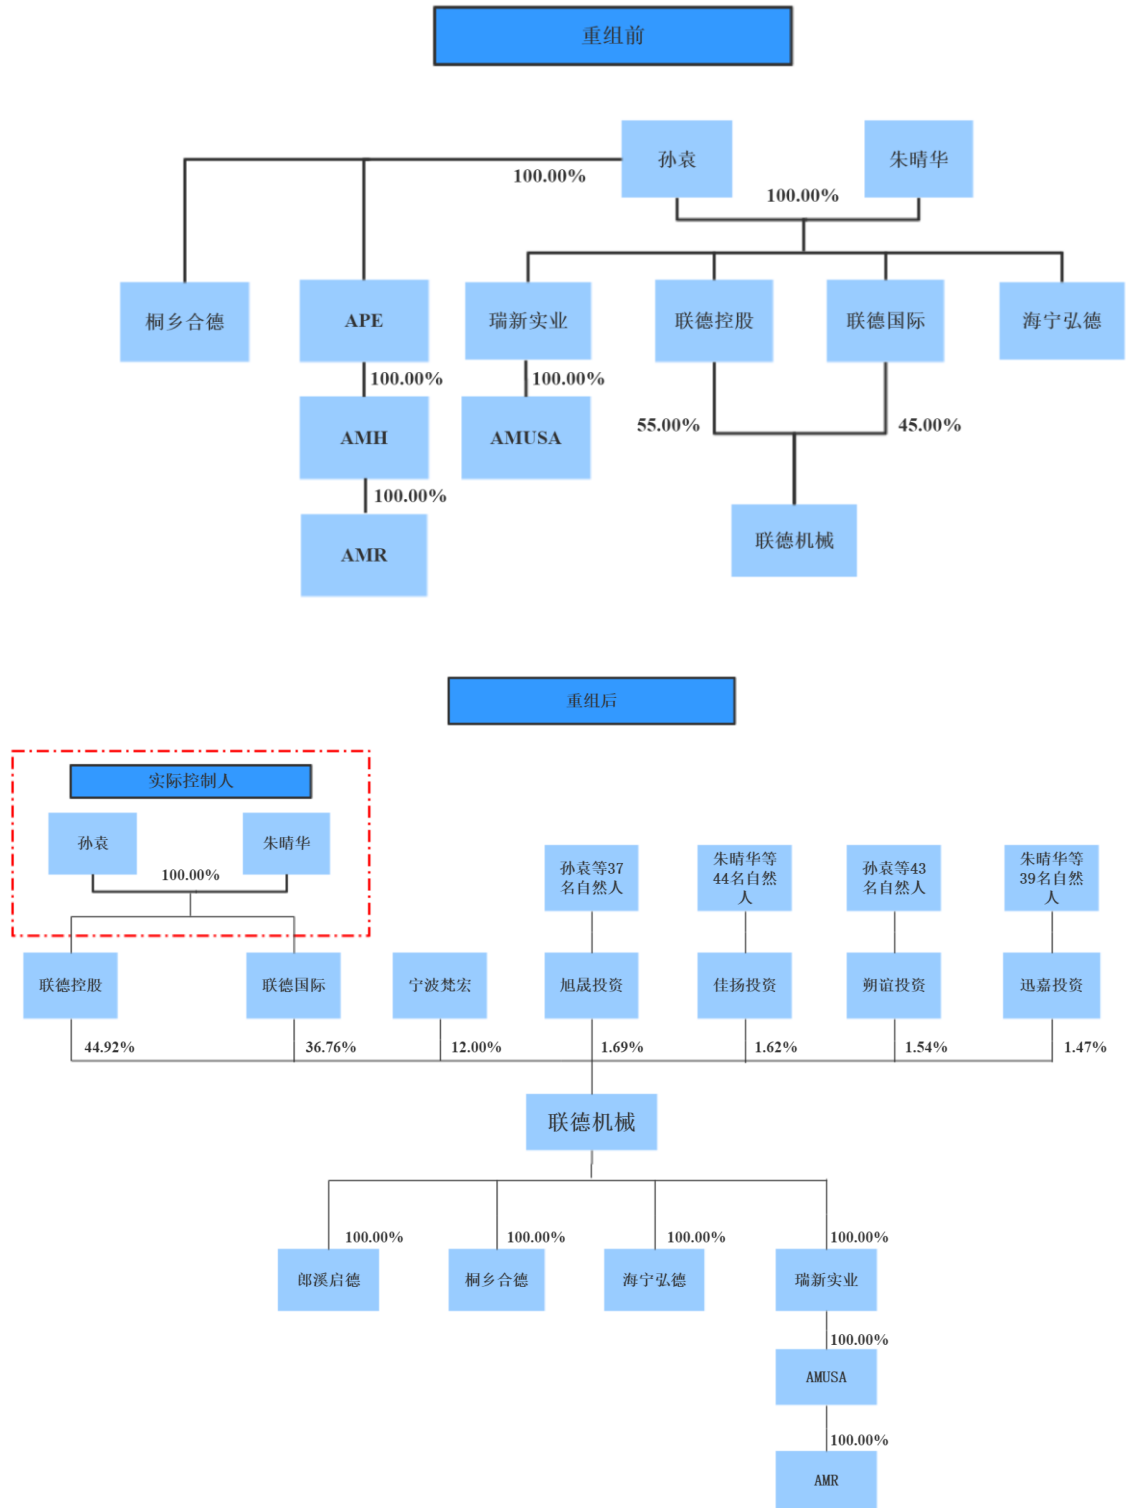 重组前
孙袁
朱晴华
100.00%
100.00%
桐乡合德
APE
瑞新实业
联德控股
联德国际
海宁弘德
100.00%
100.00%
AMH
AMUSA
55.00%
45.00%
100.00%
AMR
联德机械
重组后
实际控制人
孙袁
朱晴华
100.00%
孙袁等37
名自然人
朱晴华等
44名自然
人
孙袁等43
名自然人
朱晴华等
39名自然
人
联德控股
联德国际
宁波梵宏
旭晟投资
佳扬投资
朔谊投资
迅嘉投资
44.92%
36.76%
12.00%
1.69%
1.62%
1.54%
1.47%
联德机械
100.00%
100.00%
100.00%
100.00%
郎溪启德
桐乡合德
海宁弘德
瑞新实业
100.00%
AMUSA
100.00%
AMR